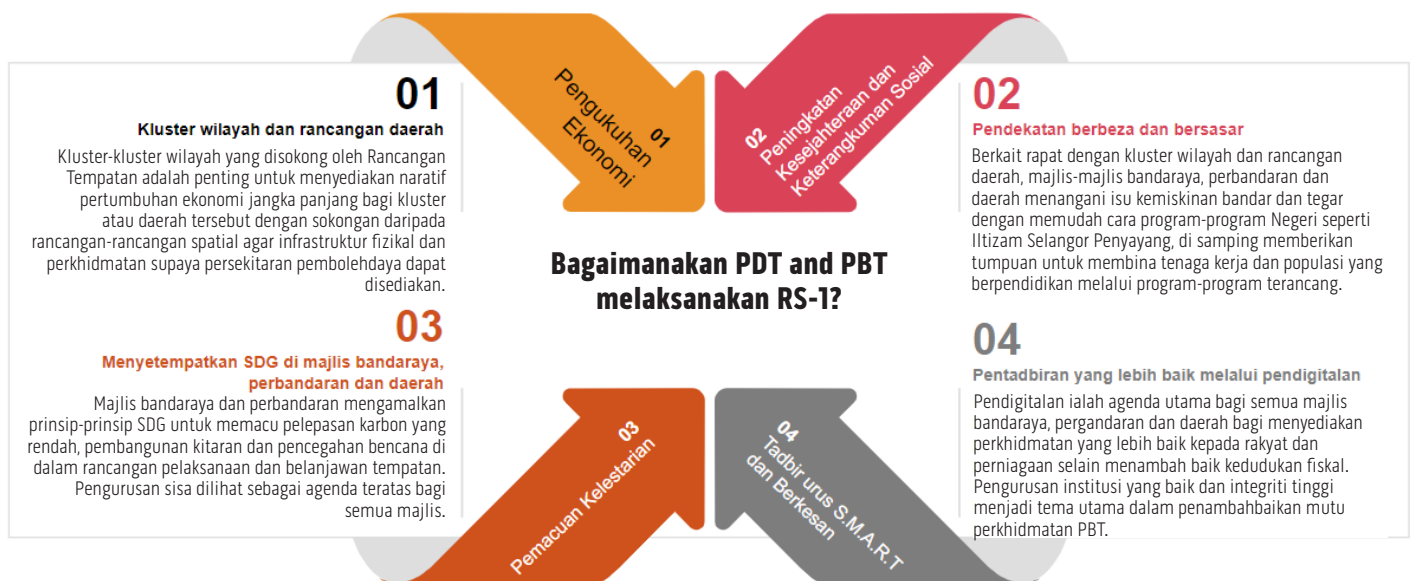 01
Pengukuhan
Ekonomi
02
Peningkatan
Kesejahteraan dan
Keterangkuman Sosial
01
Kluster wilayah dan rancangan daerah
Kluster-kluster wilayah yang disokong oleh Rancangan
Tempatan adalah penting untuk menyediakan naratif
pertumbuhan ekonomi jangka panjang bagi kluster
atau daerah tersebut dengan sokongan daripada
rancangan-rancangan spatial agar infrastruktur fizikal dan
perkhidmatan supaya persekitaran pembolehdaya dapat
disediakan.
02
Pendekatan berbeza dan bersasar
Berkait rapat dengan kluster wilayah dan rancangan
daerah, majlis-majlis bandaraya, perbandaran dan
daerah menangani isu kemiskinan bandar dan tegar
dengan memudah cara program-program Negeri seperti
Iltizam Selangor Penyayang, di samping memberikan
tumpuan untuk membina tenaga kerja dan populasi yang
berpendidikan melalui program-program terancang.
Bagaimanakan PDT and PBT
melaksanakan RS-1?
03
Menyetempatkan SDG di majlis bandaraya,
perbandaran dan daerah
Majlis bandaraya dan perbandaran mengamalkan
prinsip-prinsip SDG untuk memacu pelepasan karbon yang
rendah, pembangunan kitaran dan pencegahan bencana di
dalam rancangan pelaksanaan dan belanjawan tempatan.
Pengurusan sisa dilihat sebagai agenda teratas bagi
semua majlis.
04
Pentadbiran yang lebih baik melalui pendigitalan
Pendigitalan ialah agenda utama bagi semua majlis
bandaraya, pergandaran dan daerah bagi menyediakan
perkhidmatan yang lebih baik kepada rakyat dan
perniagaan selain menambah baik kedudukan fiskal.
Pengurusan institusi yang baik dan integriti tinggi
menjadi tema utama dalam penambahbaikan mutu
perkhidmatan PBT.
03
Pemacuan Kelestarian
04
Tadbir urus S.M.A.R.T
dan Berkesan